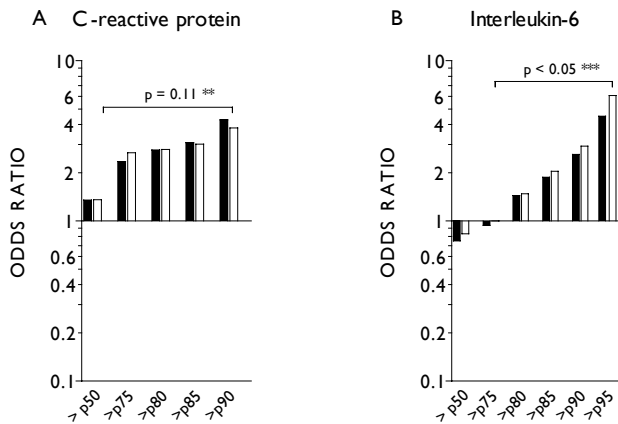 A C-reactive protein
10
6
4
2
1
0.6
0.4
0.2
0.1
ODDS RATIO
p = 0.11 **
> p50
>p75
>p80
>p85
>p90
B Interleukin-6
10
6
4
2
1
0.6
0.4
0.2
0.1
ODDS RATIO
p < 0.05 ***
> p50
>p75
>p80
>p85
>p90
>p95